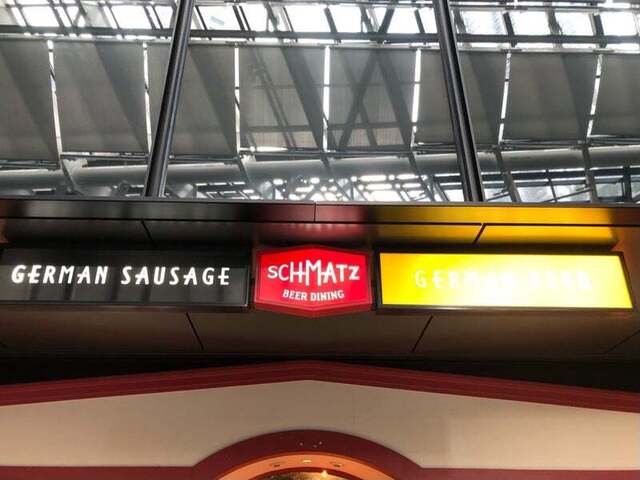 GERMAN SAUSAGE
SCHMATZ
BEER DINING
GERMAN BEER